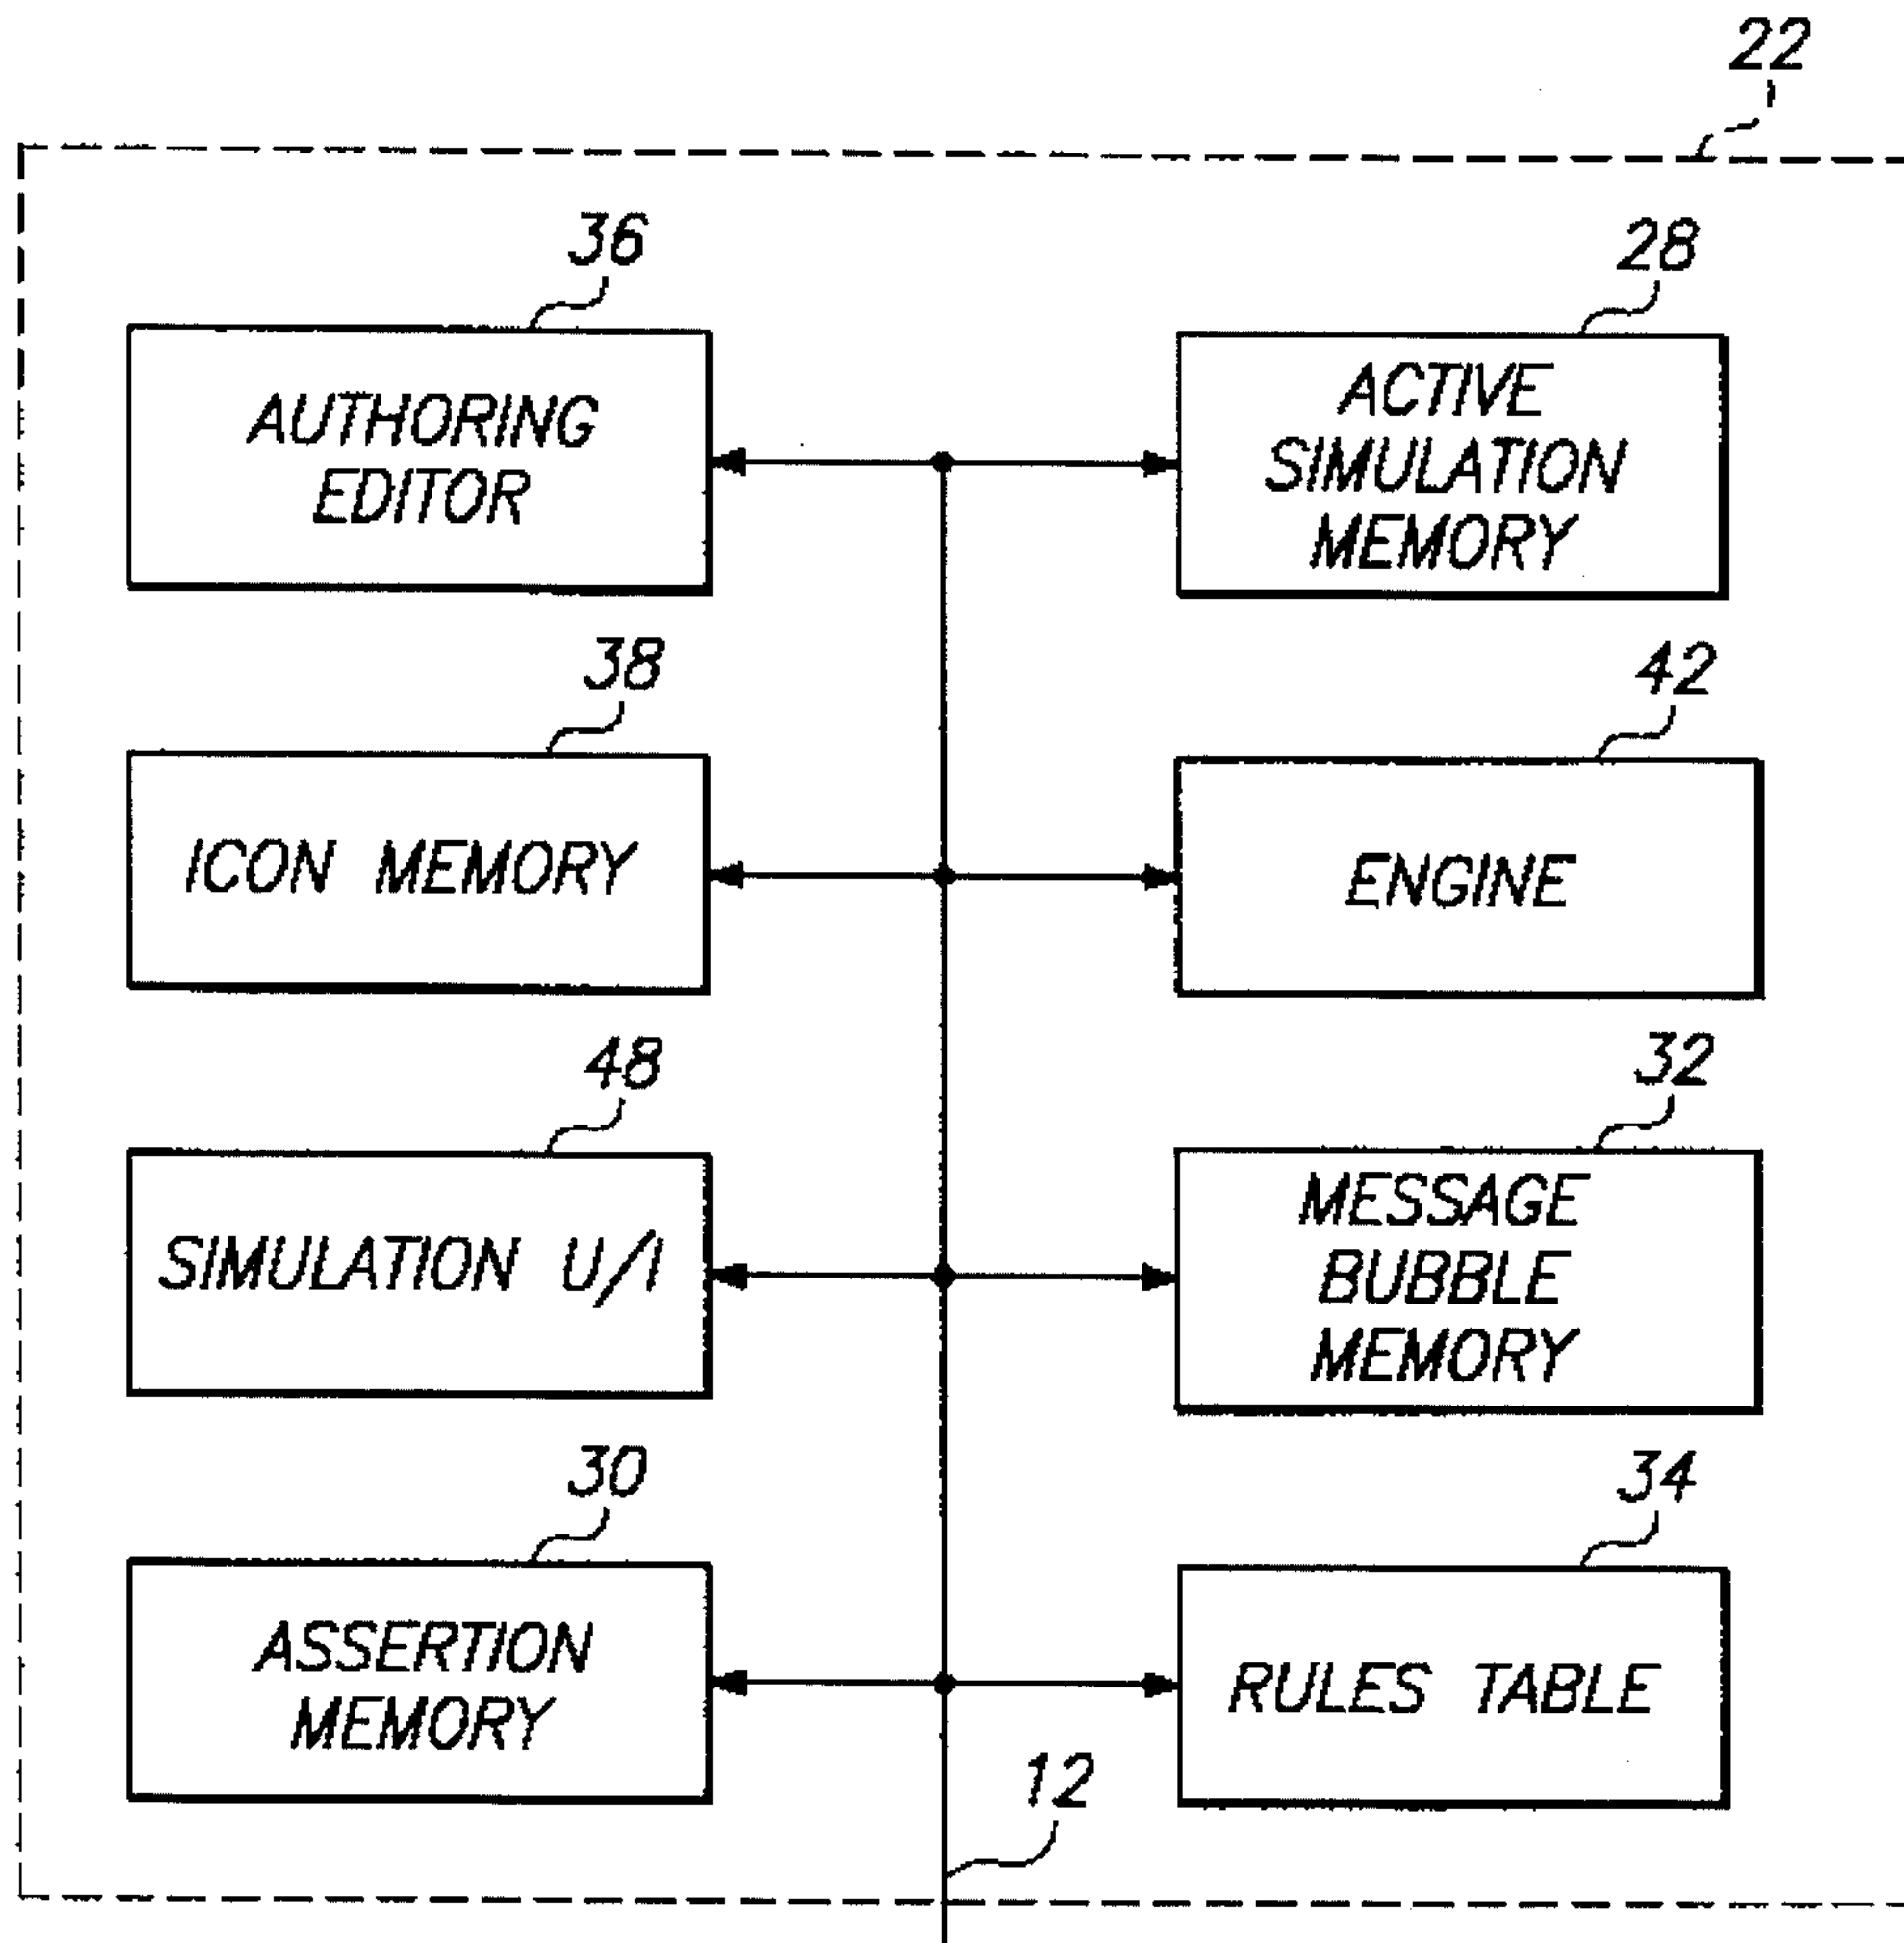 22
36
AUTHORING
EDITOR
28
ACTIVE
SIMULATION
MEMORY
38
ICON MEMORY
42
ENGINE
48
SIMULATION U/I
32
MESSAGE
BUBBLE
MEMORY
30
ASSERTION
MEMORY
34
RULES TABLE
12